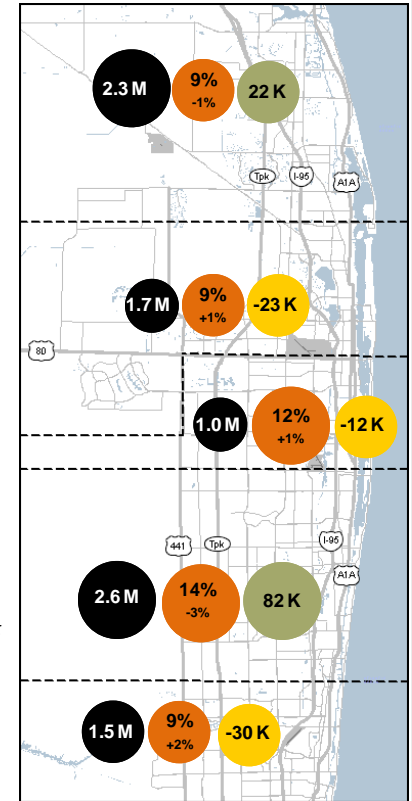 2.3 M
9%
-1%
22 K
Tpk
I-95
A1A
1.7 M
9%
+1%
-23 K
80
1.0 M
12%
+1%
-12 K
441
Tpk
I-95
A1A
2.6 M
14%
-3%
82 K
1.5 M
9%
+2%
-30 K